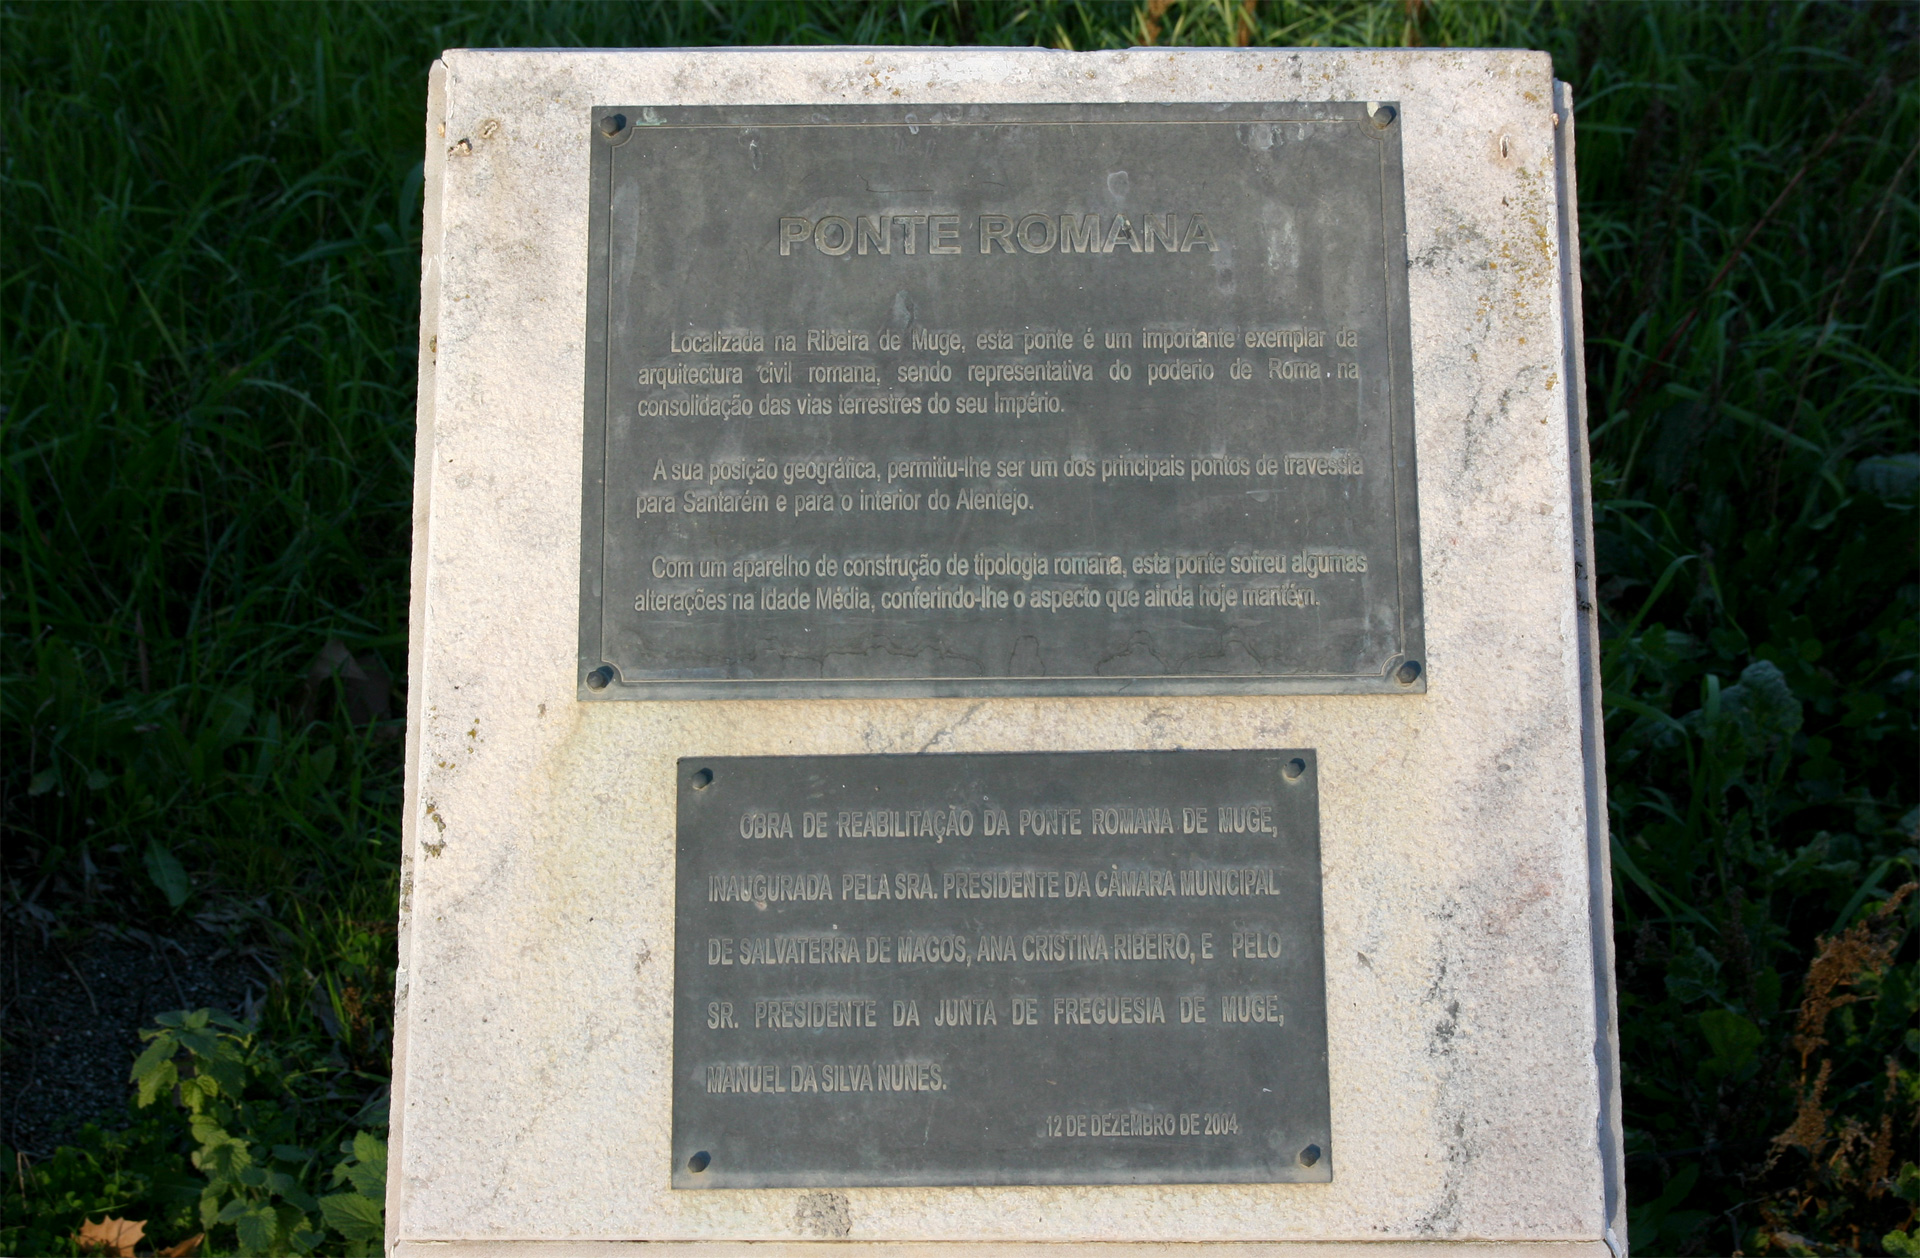 PONTE ROMANA
Localizada na Ribeira de Muge, esta ponte é um importante exemplar da
arquitectura civil romana, sendo representativa do poderio de Roma na
consolidação das vias terrestres do seu Império.
A sua posição geográfica, permitiu-lhe ser um dos principais pontos de travessia
para Santarém e para o interior do Alentejo.
Com um aparelho de construção de tipologia romana, esta ponte sofreu algumas
alterações na Idade Média, conferindo-lhe o aspecto que ainda hoje mantém.
OBRA DE REABILITAÇÃO DA PONTE ROMANA DE MUGE,
INAUGURADA PELA SRA. PRESIDENTE DA CÂMARA MUNICIPAL
DE SALVATERRA DE MAGOS, ANA CRISTINA RIBEIRO, E PELO
SR. PRESIDENTE DA JUNTA DE FREGUESIA DE MUGE,
MANUEL DA SILVA NUNES.
12 DE DEZEMBRO DE 2004